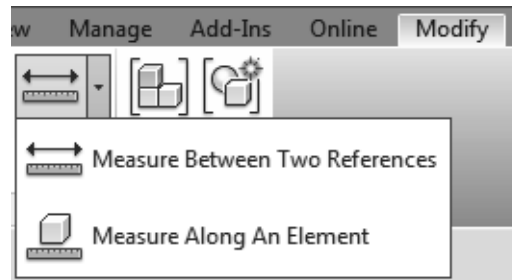 Manage Add-Ins Online Modify
Measure Between Two References
Measure Along An Element